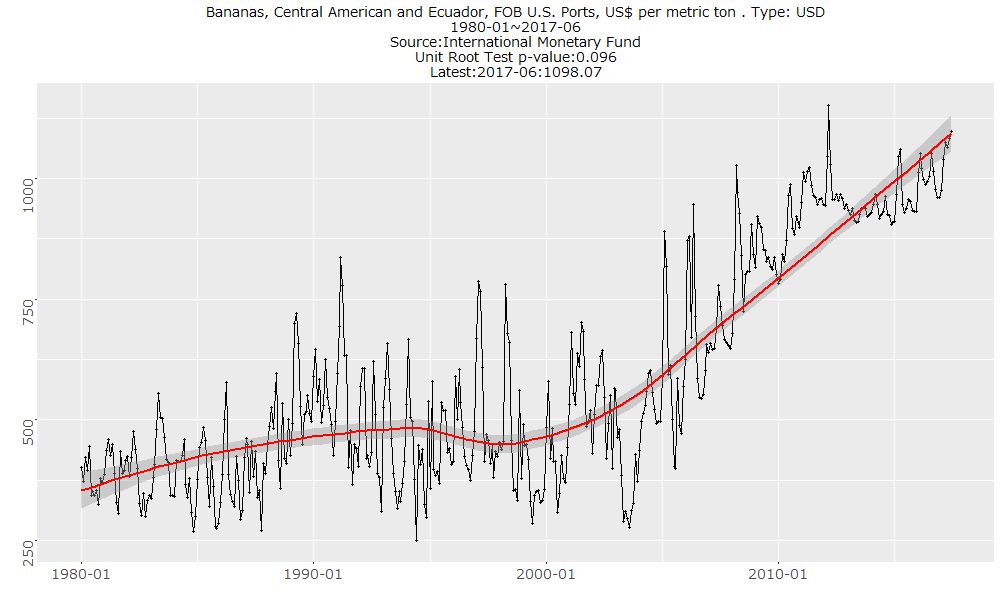 Bananas, Central American and Ecuador, FOB U.S. Ports, US$ per metric ton . Type: USD
1980-01~2017-06
Source:International Monetary Fund
Unit Root Test p-value:0.096
Latest:2017-06:1098.07
1000
750
500
250
1980-01 1990-01 2000-01 2010-01